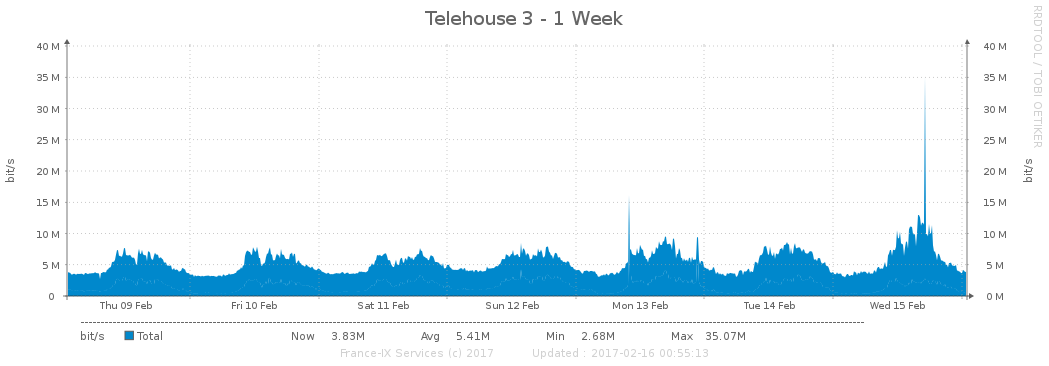 Telehouse 3 - 1 Week
RRDTOOL / TOBI OETIKER
bit/s
bit/s
40 M 40 M
35 M 35 M
30 M 30 M
25 M 25 M
20 M 20 M
15 M 15 M
10 M 10 M
5 M 5 M
0 0 M
Thu 09 Feb Fri 10 Feb Sat 11 Feb Sun 12 Feb Mon 13 Feb Tue 14 Feb Wed 15 Feb
bit/s Total Now 3.83M Avg 5.41M Min 2.68M Max 35.07M
France-IX Services (c) 2017 Updated : 2017-02-16 00:55:13